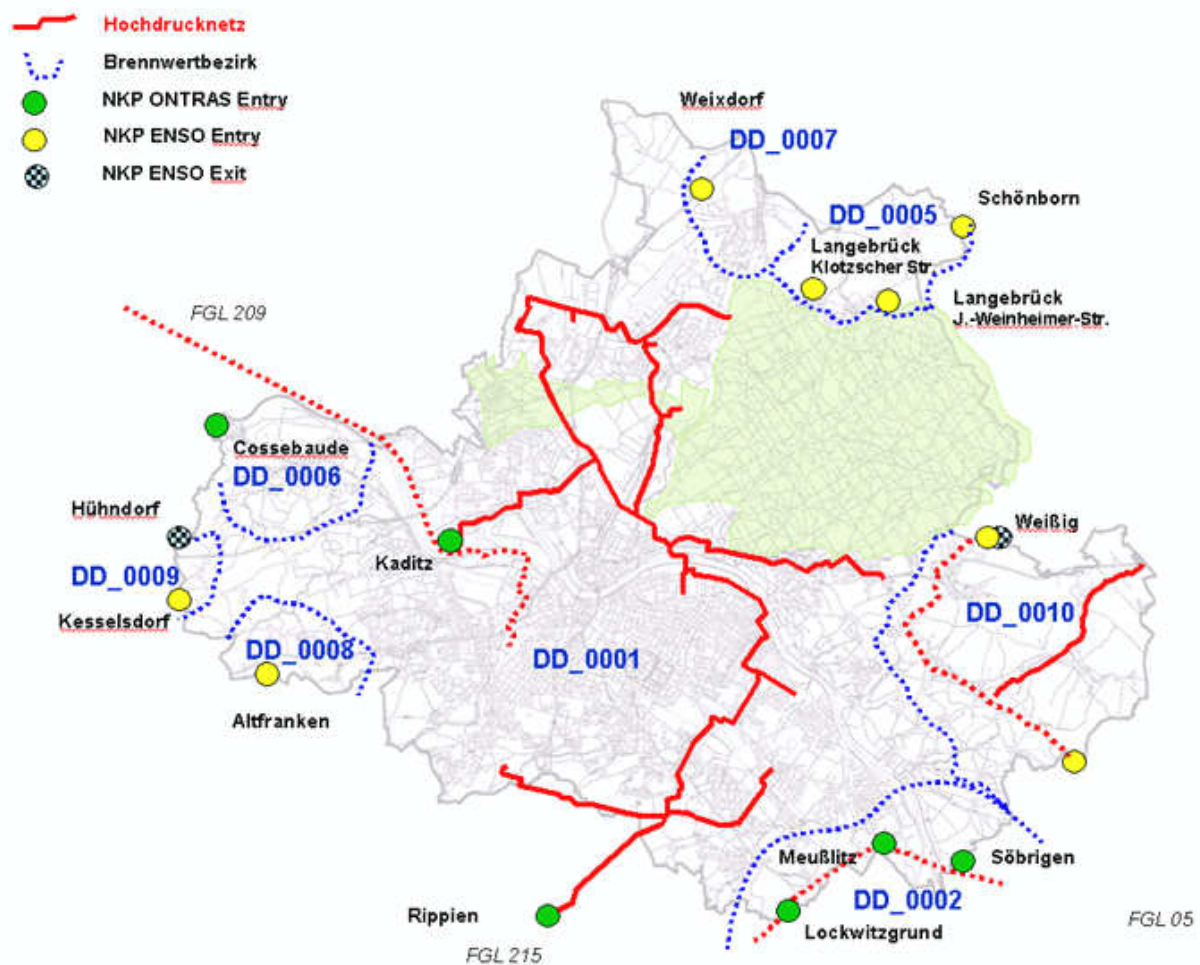 Hochdrucknetz
Brennwertbezirk
NKP ONTRAS Entry
NKP ENSO Entry
NKP ENSO Exit
Weixdorf
DD_0007
Schönborn
DD_0005
Langebrück
Klotzscher Str.
Langebrück
J.-Weinheimer-Str.
FGL 209
Cossebaude
DD_0006
Hühndorf
Weißig
Kaditz
DD_0009
Kesselsdorf
DD_0010
DD_0008
DD_0001
Altfranken
Meußlitz
Söbrigen
DD_0002
Rippien
Lockwitzgrund
FGL 05
FGL 215